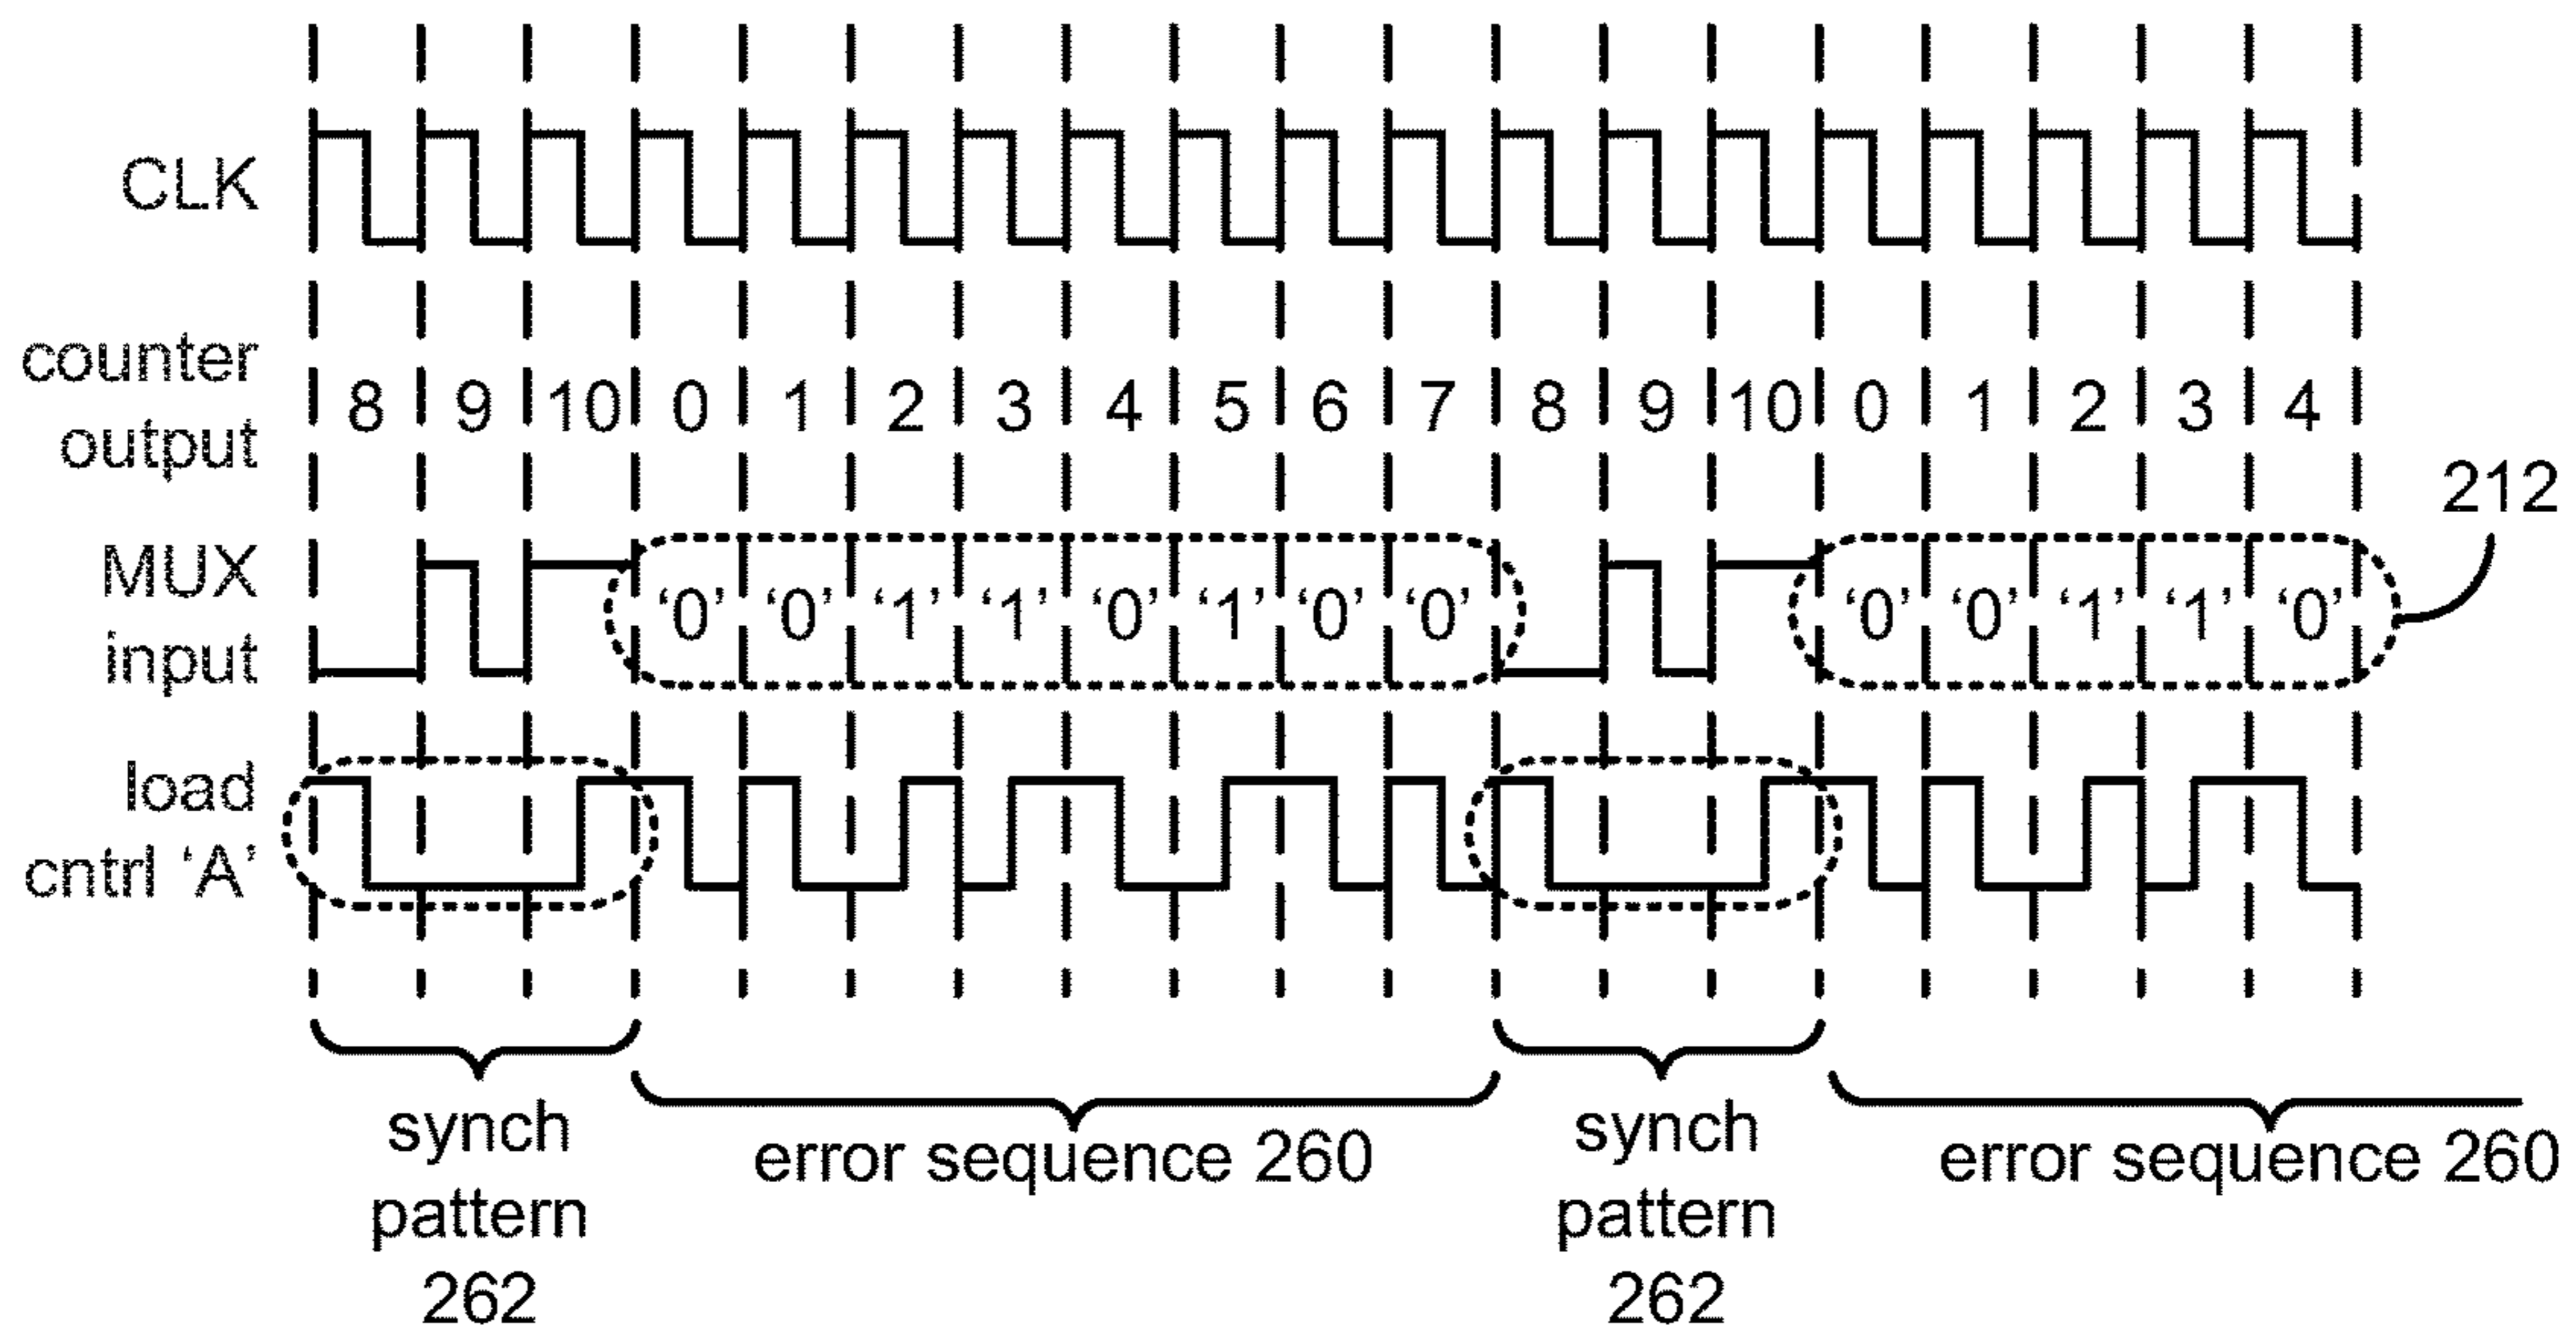 CLK
counter
output
8 9 10 0 1 2 3 4 5 6 7 8 9 10 0 1 2 3 4
212
MUX
input
‘0’ ‘0’ ‘1’ ‘1’ ‘0’ ‘1’ ‘0’ ‘0’ ‘0’ ‘0’ ‘1’ ‘1’ ‘0’
load
cntrl ‘A’
synch
pattern
262
error sequence 260
synch
pattern
262
error sequence 260